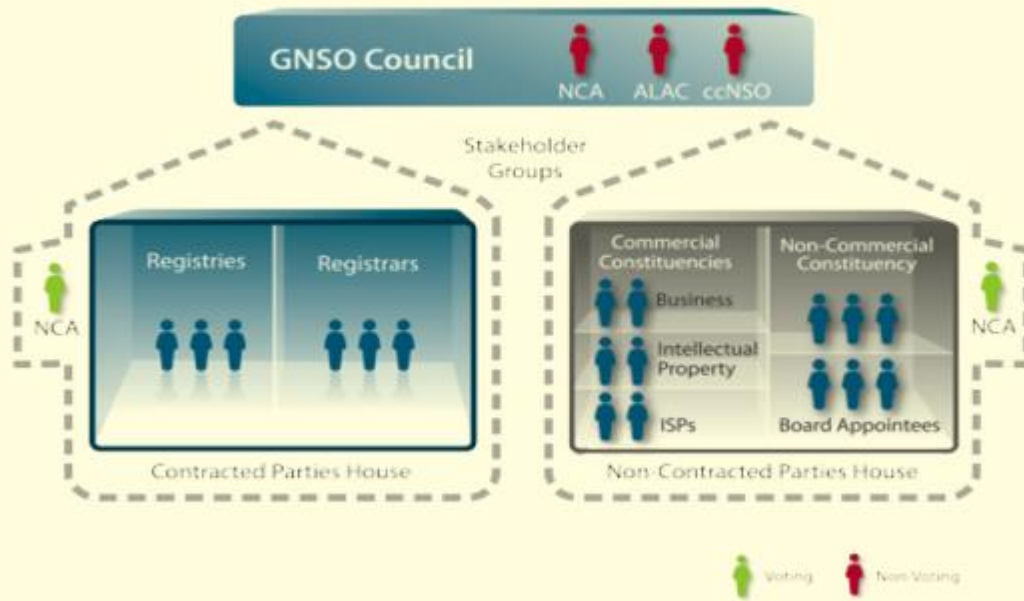 GNSO Council
NCA ALAC ccNSO
Stakeholder
Groups
Registries
Registrars
NCA
Contracted Parties House
Commercial
Constituencies
Business
Intellectual
Property
ISPs
Non-Commercial
Constituency
Board Appointees
NCA
Non-Contracted Parties House
Voting
Non-Voting